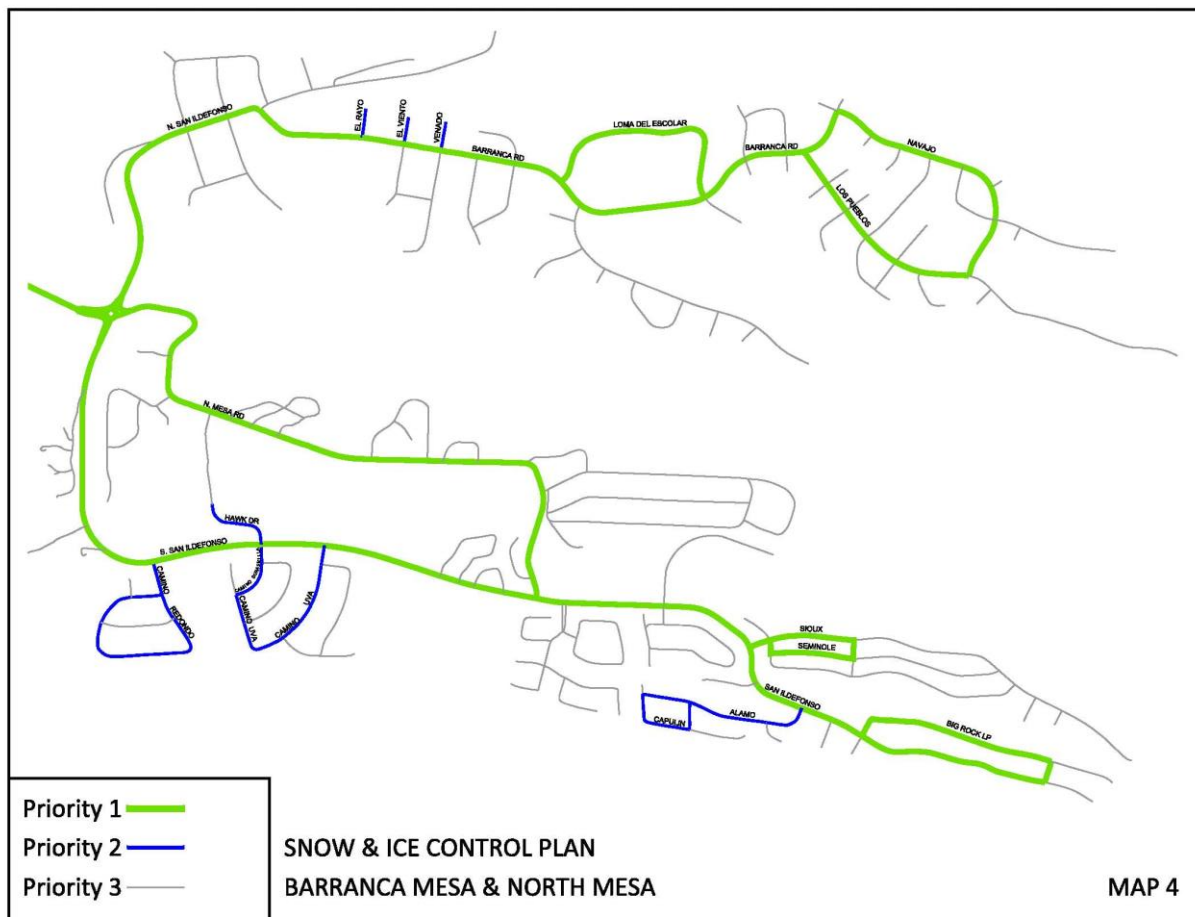 N. SAN ILDEFONSO
EL RAYO
EL VIENTO
VENADO
BARRANCA RD
LOMA DEL ESCOLAR
BARRANCA RD
NAVAJO
LOS PUEBLOS
N. MESA RD
HAWK DR
S. SAN ILDEFONSO
CAMINO
REDONDO
CAMINO
CAMINO UVA
CAMINO
UVA
SIOUX
SEMINOLE
SAN ILDEFONSO
CAPULIN
ALAMO
BIG ROCK LP
Priority 1
Priority 2
Priority 3
SNOW & ICE CONTROL PLAN
BARRANCA MESA & NORTH MESA
MAP 4